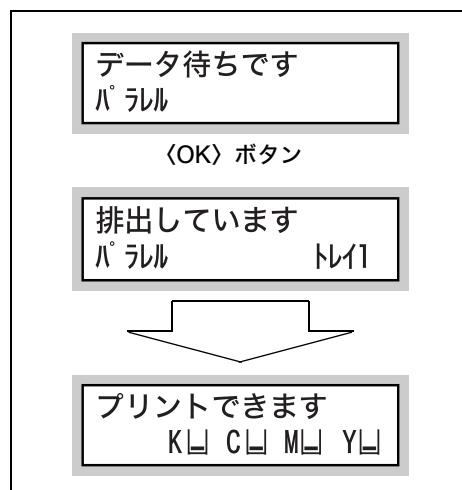 データ待ちです
ﾊﾟﾗﾚﾙ
〈OK〉ボタン
排出しています
ﾊﾟﾗﾚﾙ ﾄﾚｲ1
プリントできます
K C M Y